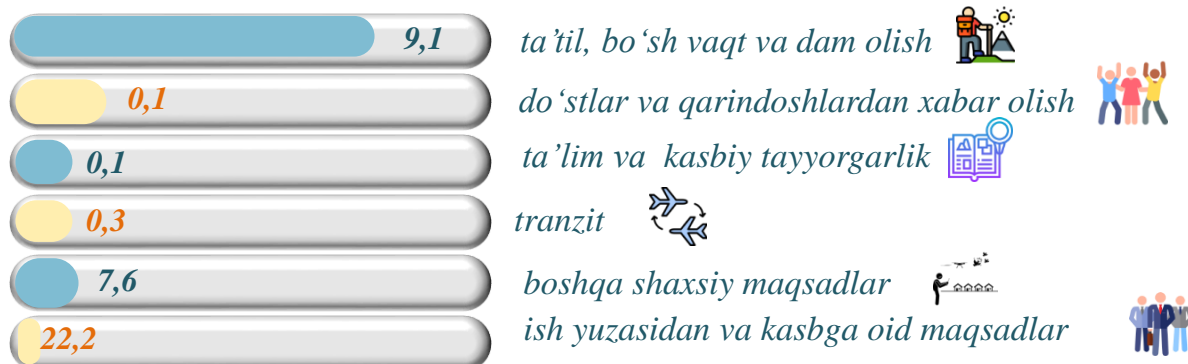 9,1 ta’til, bo‘sh vaqt va dam olish
0,1 do‘stlar va qarindoshlardan xabar olish
0,1 ta’lim va kasbiy tayyorgarlik
0,3 tranzit
7,6 boshqa shaxsiy maqsadlar
22,2 ish yuzasidan va kasbga oid maqsadlar